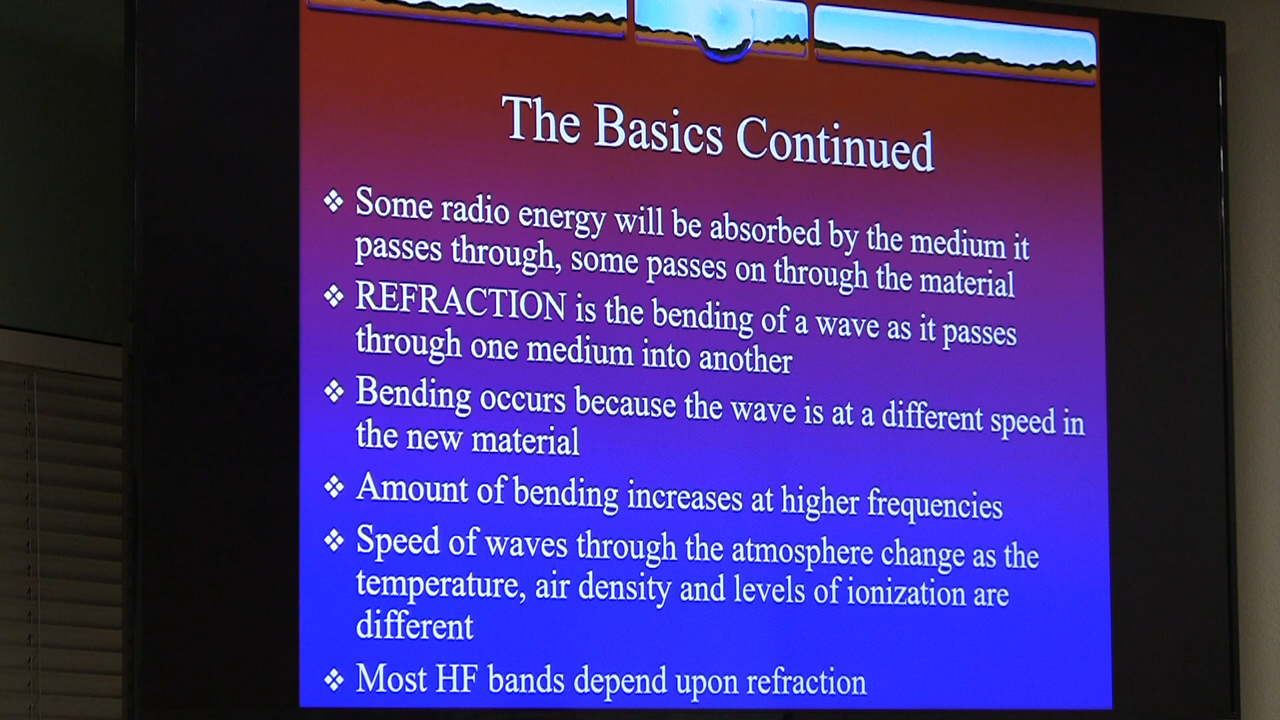 The Basics Continued
❖ Some radio energy will be absorbed by the medium it
passes through, some passes on through the material
❖ REFRACTION is the bending of a wave as it passes
through one medium into another
❖ Bending occurs because the wave is at a different speed in
the new material
❖ Amount of bending increases at higher frequencies
❖ Speed of waves through the atmosphere change as the
temperature, air density and levels of ionization are
different
❖ Most HF bands depend upon refraction